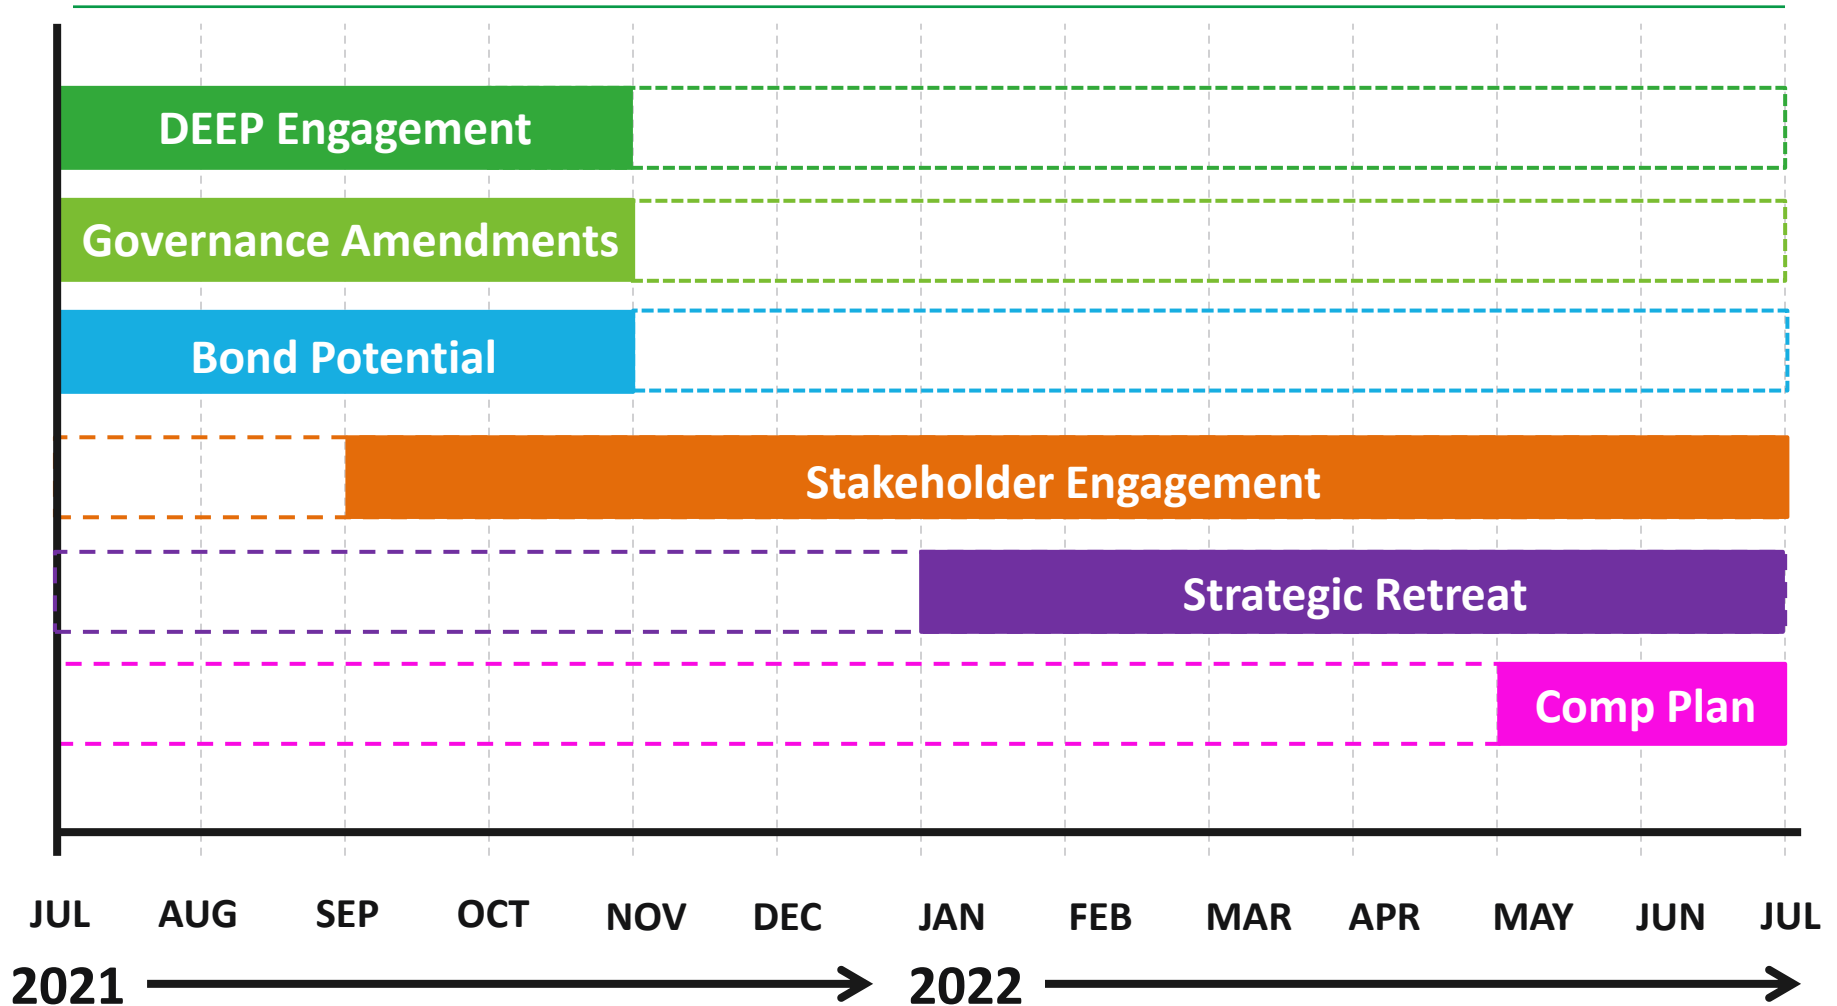 DEEP Engagement
Governance Amendments
Bond Potential
Stakeholder Engagement
Strategic Retreat
Comp Plan
JUL AUG SEP OCT NOV DEC JAN FEB MAR APR MAY JUN JUL
2021 2022